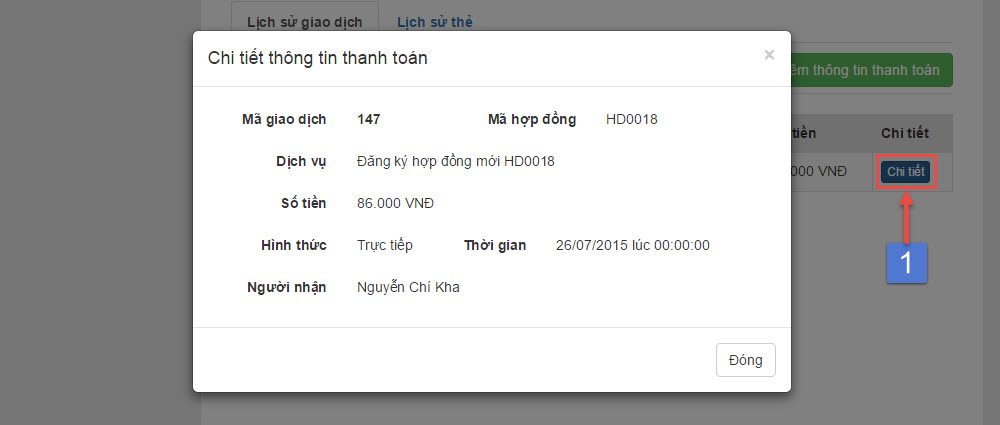 Lịch sử giao dịch Lịch sử thẻ
Chi tiết thông tin thanh toán ×
thông tin thanh toán
Mã giao dịch 147 Mã hợp đồng HD0018
tiền Chi tiết
Dịch vụ Đăng ký hợp đồng mới HD0018
000 VNĐ Chi tiết
Số tiền 86.000 VNĐ
Hình thức Trực tiếp Thời gian 26/07/2015 lúc 00:00:00
1
Người nhận Nguyễn Chí Kha
Đóng